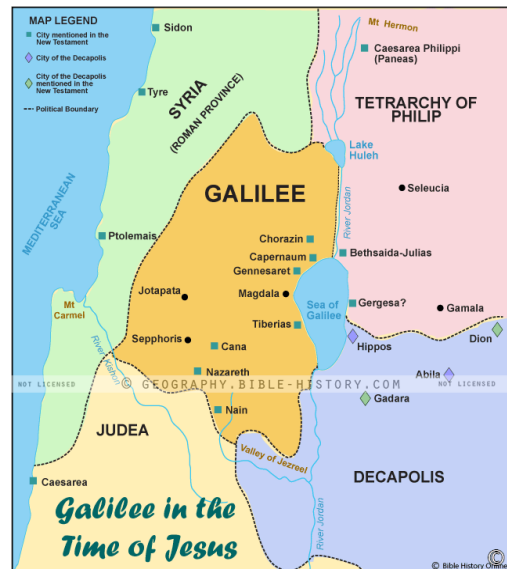 MAP LEGEND
City mentioned in the
New Testament
City of the Decapolis
City of the Decapolis
mentioned in the
New Testament
Political Boundary
Sidon
Mt Hermon
Caesarea Philippi
(Paneas)
Tyre
SYRIA
(ROMAN PROVINCE)
TETRARCHY OF
PHILIP
Lake
Huleh
GALILEE
Seleucia
MEDITERRANEAN
SEA
River Jordan
Ptolemais
Chorazin
Bethsaida-Julias
Capernaum
Gennesaret
Jotapata
Magdala
Sea of
Galilee
Gergesa?
Gamala
Mt
Carmel
Tiberias
Sepphoris
Cana
Hippos
Dion
River Kishon
Nazareth
Abila
NOT LICENSED
© GEOGRAPHY.BIBLE-HISTORY.COM
NOT LICENSED
Gadara
Nain
JUDEA
Valley of Jezreel
DECAPOLIS
Caesarea
River Jordan
Galilee in the
Time of Jesus
©
© Bible History Online